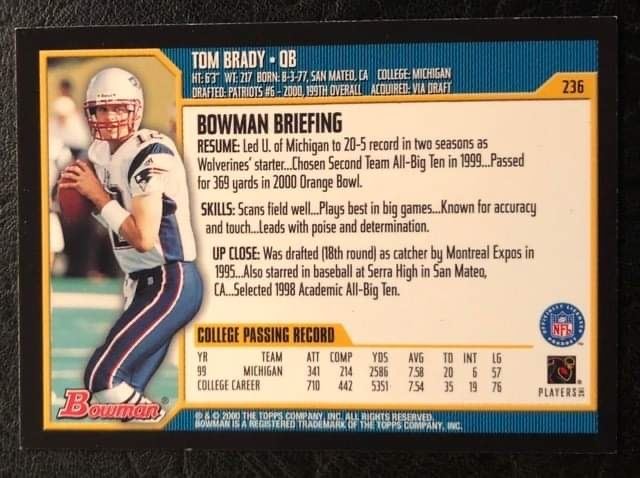 TOM BRADY • QB
HT: 6'3" WT: 217 BORN: 8-3-77, SAN MATEO, CA COLLEGE: MICHIGAN
DRAFTED: PATRIOTS #6 - 2000, 199TH OVERALL ACQUIRED: VIA DRAFT
236
BOWMAN BRIEFING
RESUME: Led U. of Michigan to 20-5 record in two seasons as
Wolverines' starter...Chosen Second Team All-Big Ten in 1999...Passed
for 369 yards in 2000 Orange Bowl.
SKILLS: Scans field well...Plays best in big games...Known for accuracy
and touch...Leads with poise and determination.
UP CLOSE: Was drafted (18th round) as catcher by Montreal Expos in
1995...Also starred in baseball at Serra High in San Mateo,
CA...Selected 1998 Academic All-Big Ten.
COLLEGE PASSING RECORD
YR TEAM ATT COMP YDS AVG TD INT LG
99 MICHIGAN 341 214 2586 7.58 20 6 57
COLLEGE CAREER 710 442 5351 7.54 35 19 76
OFFICIALLY LICENSED PRODUCT
NFL
PLAYERS INC
12
Bowman
® & © 2000 THE TOPPS COMPANY, INC. ALL RIGHTS RESERVED.
BOWMAN IS A REGISTERED TRADEMARK OF THE TOPPS COMPANY, INC.